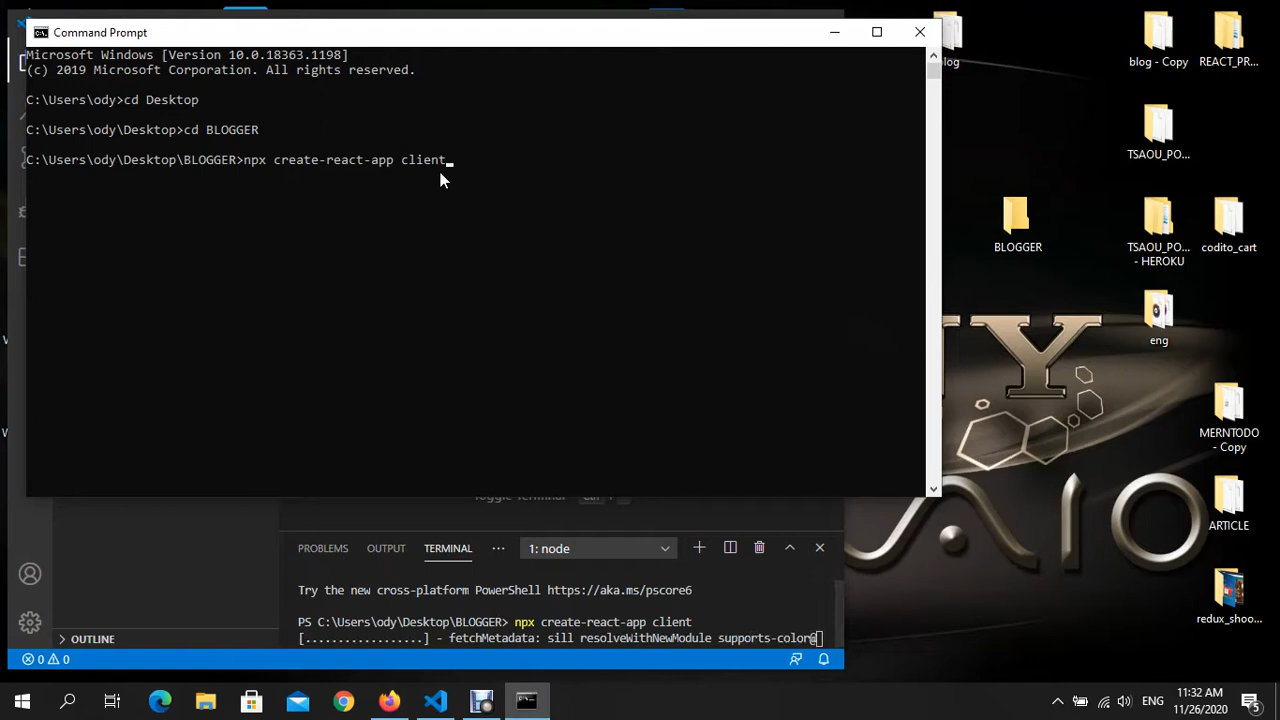 Command Prompt
Microsoft Windows [Version 10.0.18363.1198]
(c) 2019 Microsoft Corporation. All rights reserved.
C:\Users\ody>cd Desktop
C:\Users\ody\Desktop>cd BLOGGER
C:\Users\ody\Desktop\BLOGGER>npx create-react-app client
blog - Copy
REACT_PR...
TSAOU_PO...
BLOGGER
TSAOU_PO...
- HEROKU
codito_cart
eng
MERNTODO
- Copy
ARTICLE
redux_shoo...
PROBLEMS OUTPUT TERMINAL ... 1: node
Try the new cross-platform PowerShell https://aka.ms/pscore6
PS C:\Users\ody\Desktop\BLOGGER> npx create-react-app client
[.................] - fetchMetadata: sill resolveWithNewModule supports-color@
OUTLINE
0 0
ENG
11:32 AM
11/26/2020
5